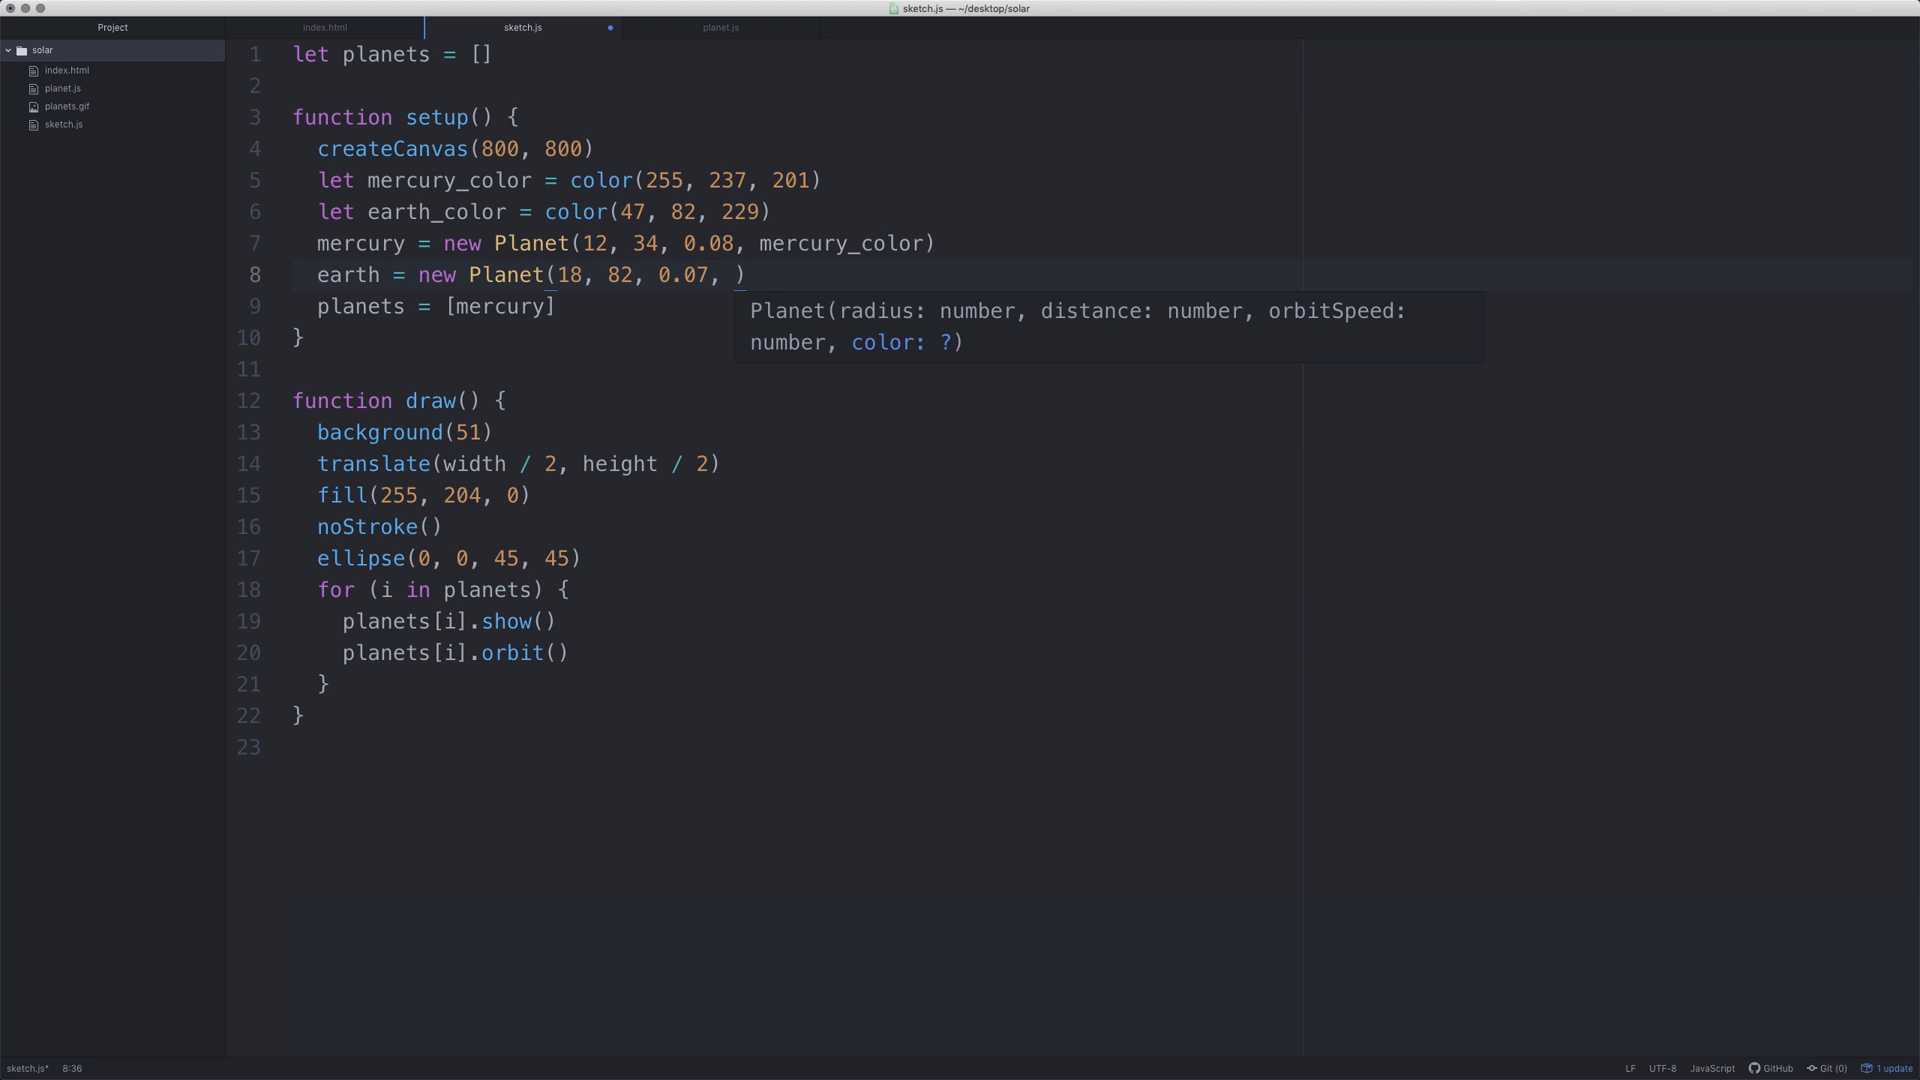 sketch.js — ~/desktop/solar
Project
index.html
sketch.js
planet.js
solar
index.html
planet.js
planets.gif
sketch.js
1 let planets = []
2
3 function setup() {
4 createCanvas(800, 800)
5 let mercury_color = color(255, 237, 201)
6 let earth_color = color(47, 82, 229)
7 mercury = new Planet(12, 34, 0.08, mercury_color)
8 earth = new Planet(18, 82, 0.07, )
9 planets = [mercury]
Planet(radius: number, distance: number, orbitSpeed:
number, color: ?)
10 }
11
12 function draw() {
13 background(51)
14 translate(width / 2, height / 2)
15 fill(255, 204, 0)
16 noStroke()
17 ellipse(0, 0, 45, 45)
18 for (i in planets) {
19 planets[i].show()
20 planets[i].orbit()
21 }
22 }
23
sketch.js* 8:36
LF UTF-8 JavaScript GitHub Git (0) 1 update